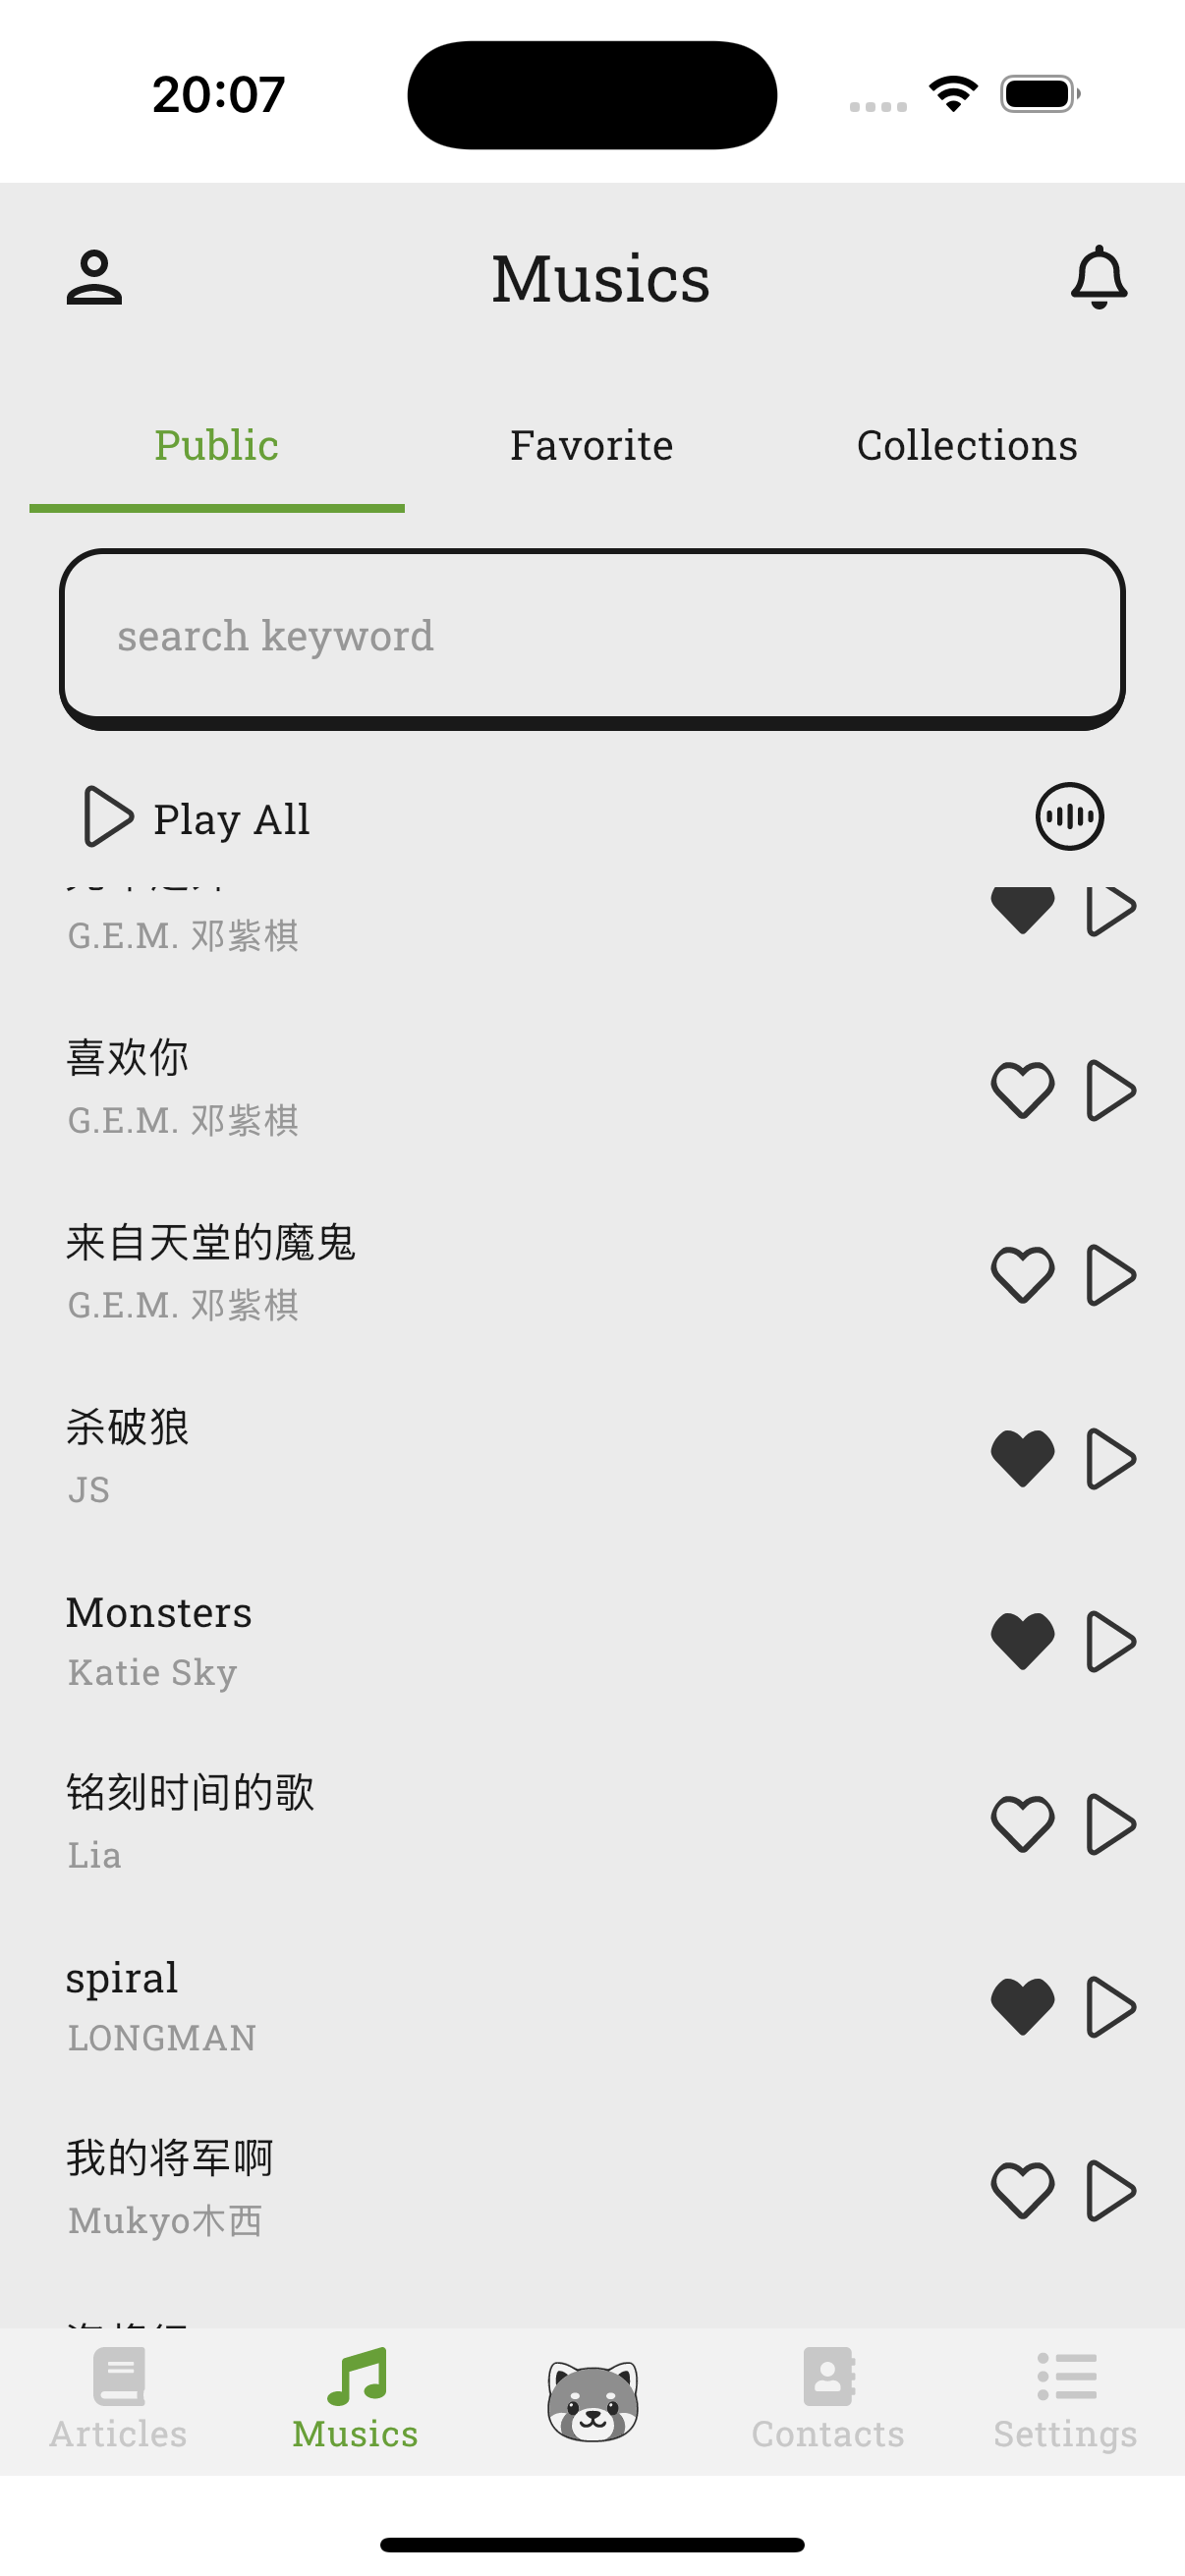 20:07
Musics
Public
Favorite
Collections
search keyword
Play All
G.E.M. 邓紫棋
喜欢你
G.E.M. 邓紫棋
来自天堂的魔鬼
G.E.M. 邓紫棋
杀破狼
JS
Monsters
Katie Sky
铭刻时间的歌
Lia
spiral
LONGMAN
我的将军啊
Mukyo木西
Articles
Musics
Contacts
Settings